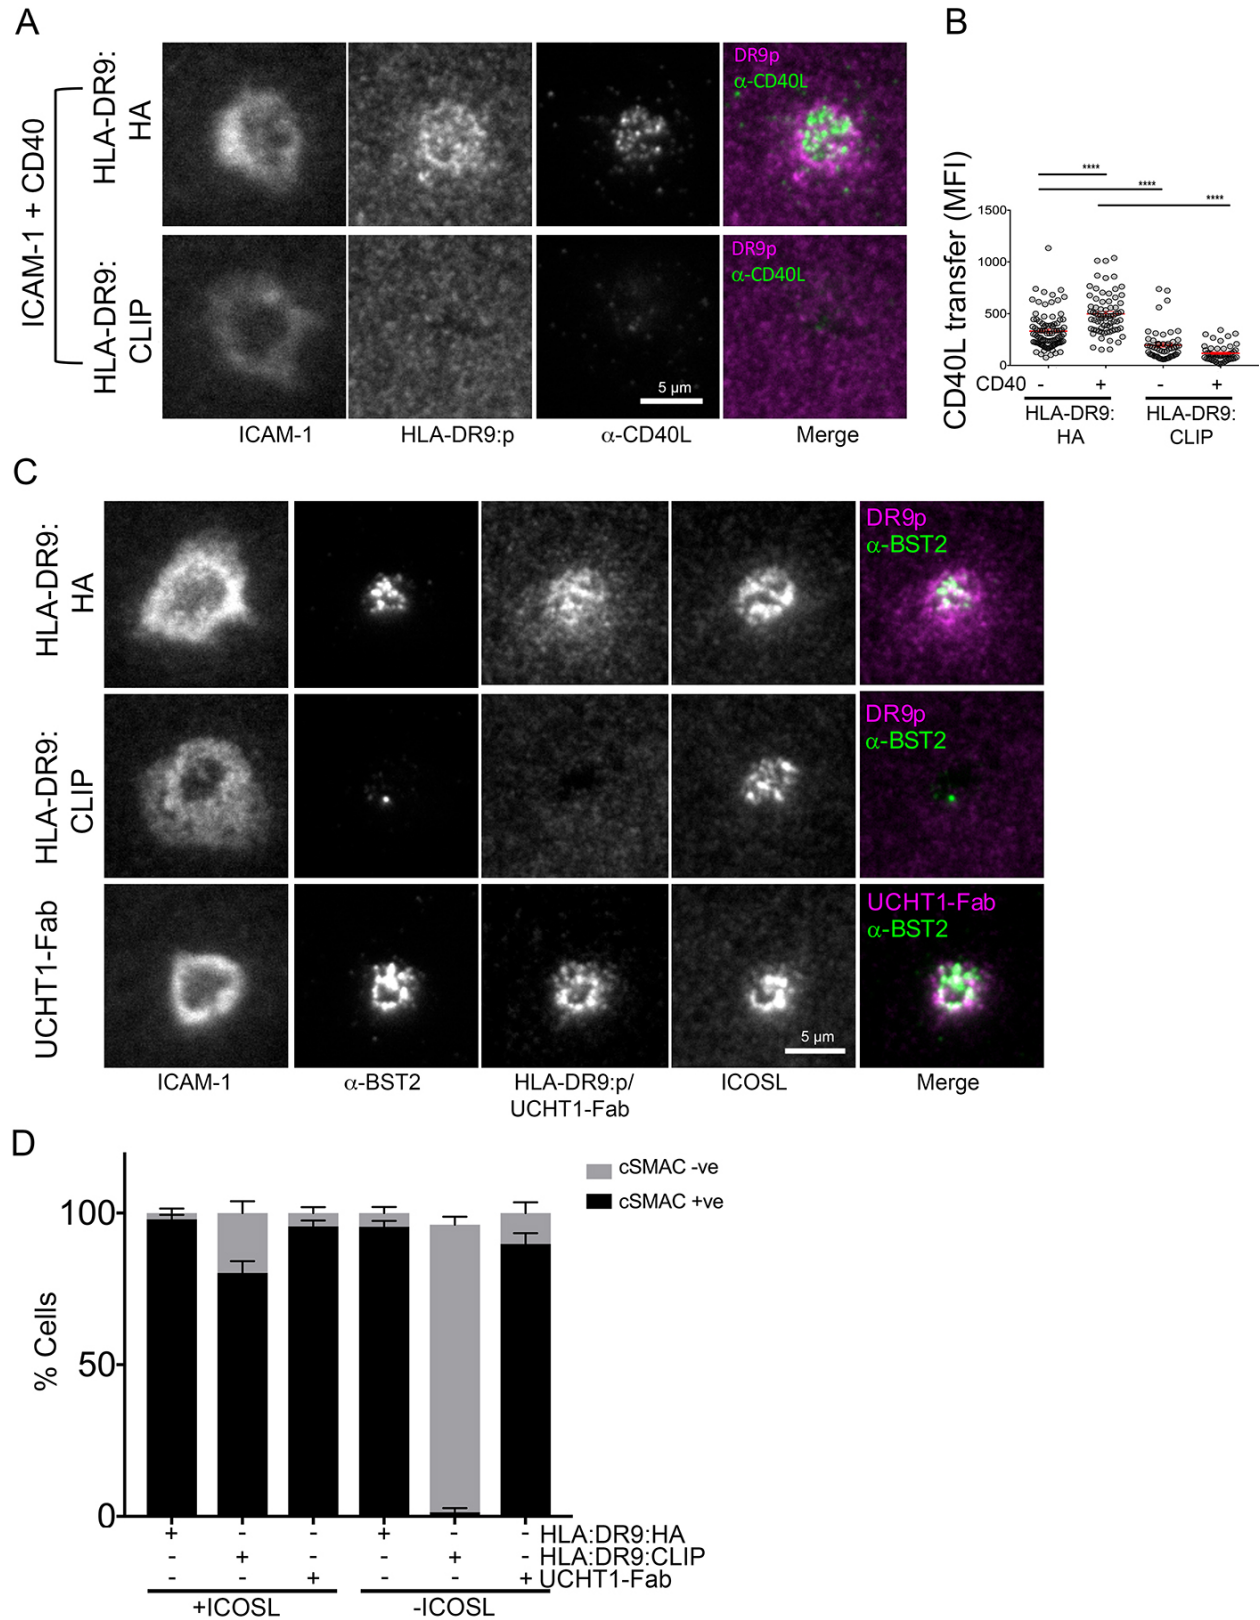 A
ICAM-1 + CD40
HLA-DR9:
HA
DR9p
α-CD40L
HLA-DR9:
CLIP
DR9p
α-CD40L
5 µm
ICAM-1
HLA-DR9:p
α-CD40L
Merge
B
CD40L transfer (MFI)
****
****
****
1500
1000
500
0
CD40 - + - +
HLA-DR9:
HA
HLA-DR9:
CLIP
C
HLA-DR9:
HA
DR9p
α-BST2
HLA-DR9:
CLIP
DR9p
α-BST2
UCHT1-Fab
UCHT1-Fab
α-BST2
5 µm
ICAM-1
α-BST2
HLA-DR9:p/
UCHT1-Fab
ICOSL
Merge
D
% Cells
100
50
0
cSMAC -ve
cSMAC +ve
+ - - + - - HLA:DR9:HA
- + - - + - HLA:DR9:CLIP
- - + - - + UCHT1-Fab
+ICOSL
-ICOSL